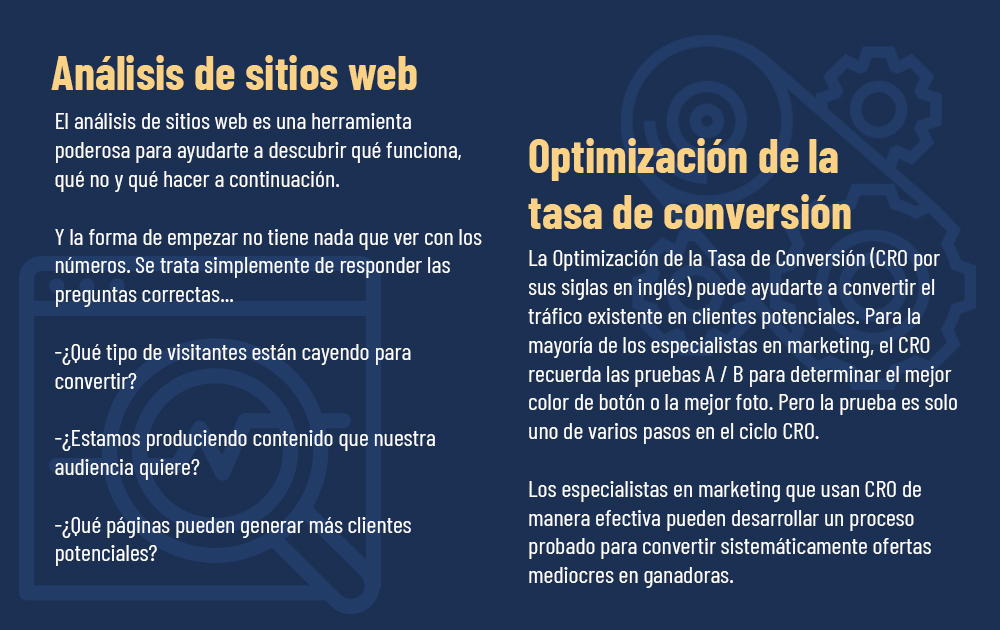 Análisis de sitios web
El análisis de sitios web es una herramienta
poderosa para ayudarte a descubrir qué funciona,
qué no y qué hacer a continuación.
Y la forma de empezar no tiene nada que ver con los
números. Se trata simplemente de responder las
preguntas correctas...
-¿Qué tipo de visitantes están cayendo para
convertir?
-¿Estamos produciendo contenido que nuestra
audiencia quiere?
-¿Qué páginas pueden generar más clientes
potenciales?
Optimización de la
tasa de conversión
La Optimización de la Tasa de Conversión (CRO por
sus siglas en inglés) puede ayudarte a convertir el
tráfico existente en clientes potenciales. Para la
mayoría de los especialistas en marketing, el CRO
recuerda las pruebas A / B para determinar el mejor
color de botón o la mejor foto. Pero la prueba es solo
uno de varios pasos en el ciclo CRO.
Los especialistas en marketing que usan CRO de
manera efectiva pueden desarrollar un proceso
probado para convertir sistemáticamente ofertas
mediocres en ganadoras.